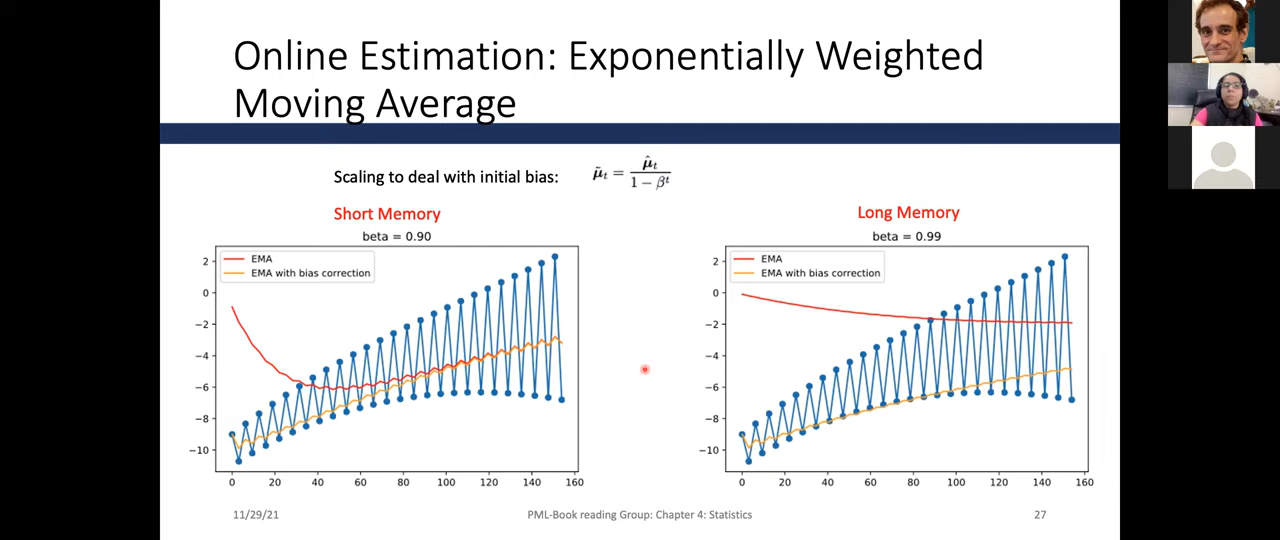 Online Estimation: Exponentially Weighted
Moving Average
Scaling to deal with initial bias: μ̃t = μ̂t / 1 − β^t
Short Memory
beta = 0.90
EMA
EMA with bias correction
2
0
−2
−4
−6
−8
−10
0 20 40 60 80 100 120 140 160
Long Memory
beta = 0.99
EMA
EMA with bias correction
2
0
−2
−4
−6
−8
−10
0 20 40 60 80 100 120 140 160
11/29/21 PML-Book reading Group: Chapter 4: Statistics 27